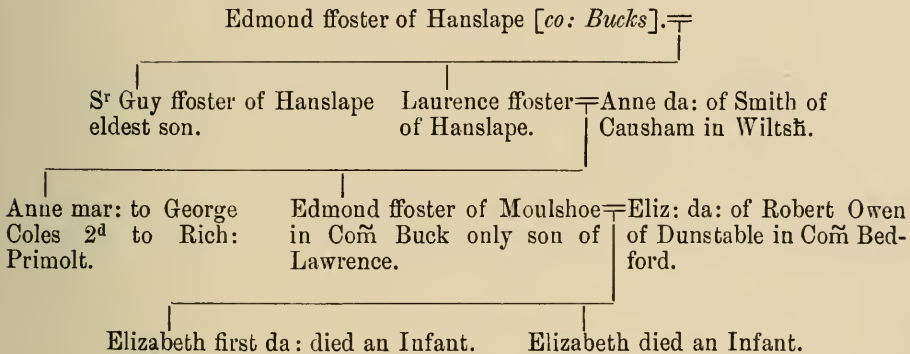 Edmond ffoster of Hanslape [co: Bucks].
Sr Guy ffoster of Hanslape
eldest son.
Laurence ffoster
of Hanslape.
Anne da: of Smith of
Causham in Wiltsh̃.
Anne mar: to George
Coles 2d to Rich:
Primolt.
Edmond ffoster of Moulshoe
in Com̃ Buck only son of
Lawrence.
Eliz: da: of Robert Owen
of Dunstable in Com̃ Bed-
ford.
Elizabeth first da: died an Infant.
Elizabeth died an Infant.